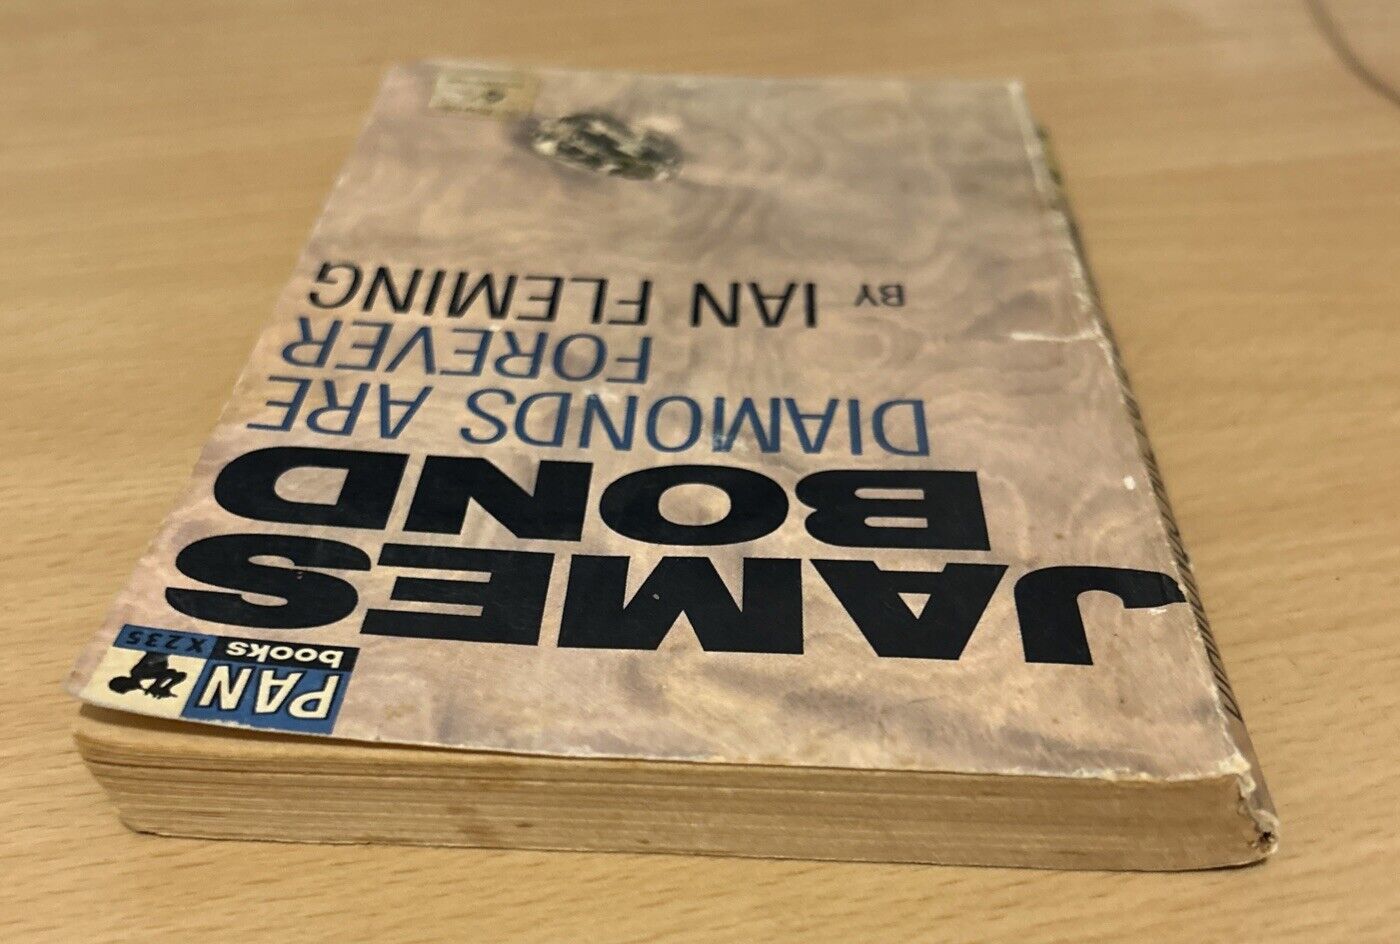 PAN
books
X 235
JAMES
BOND
DIAMONDS ARE
FOREVER
BY IAN FLEMING